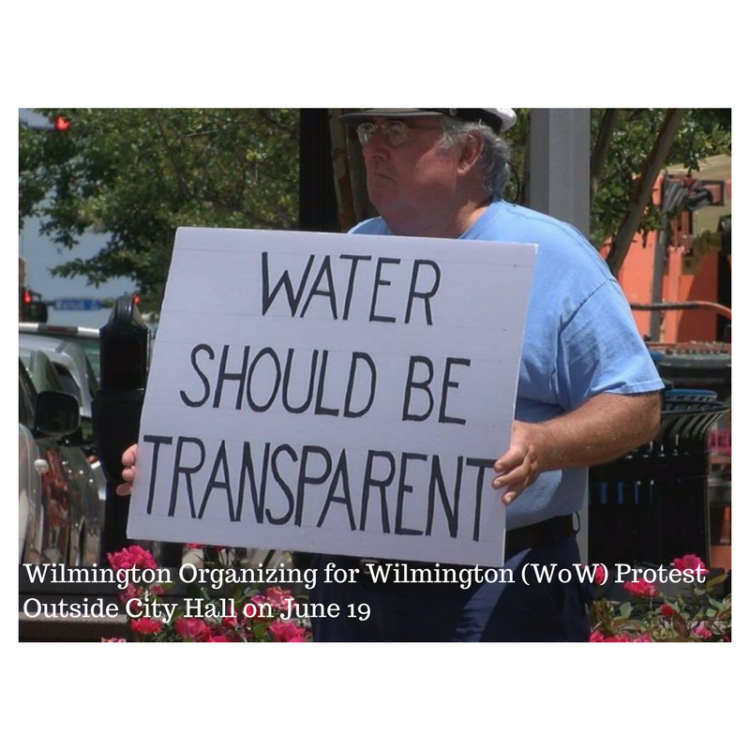 WATER
SHOULD BE
TRANSPARENT
Wilmington Organizing for Wilmington (WoW) Protest
Outside City Hall on June 19